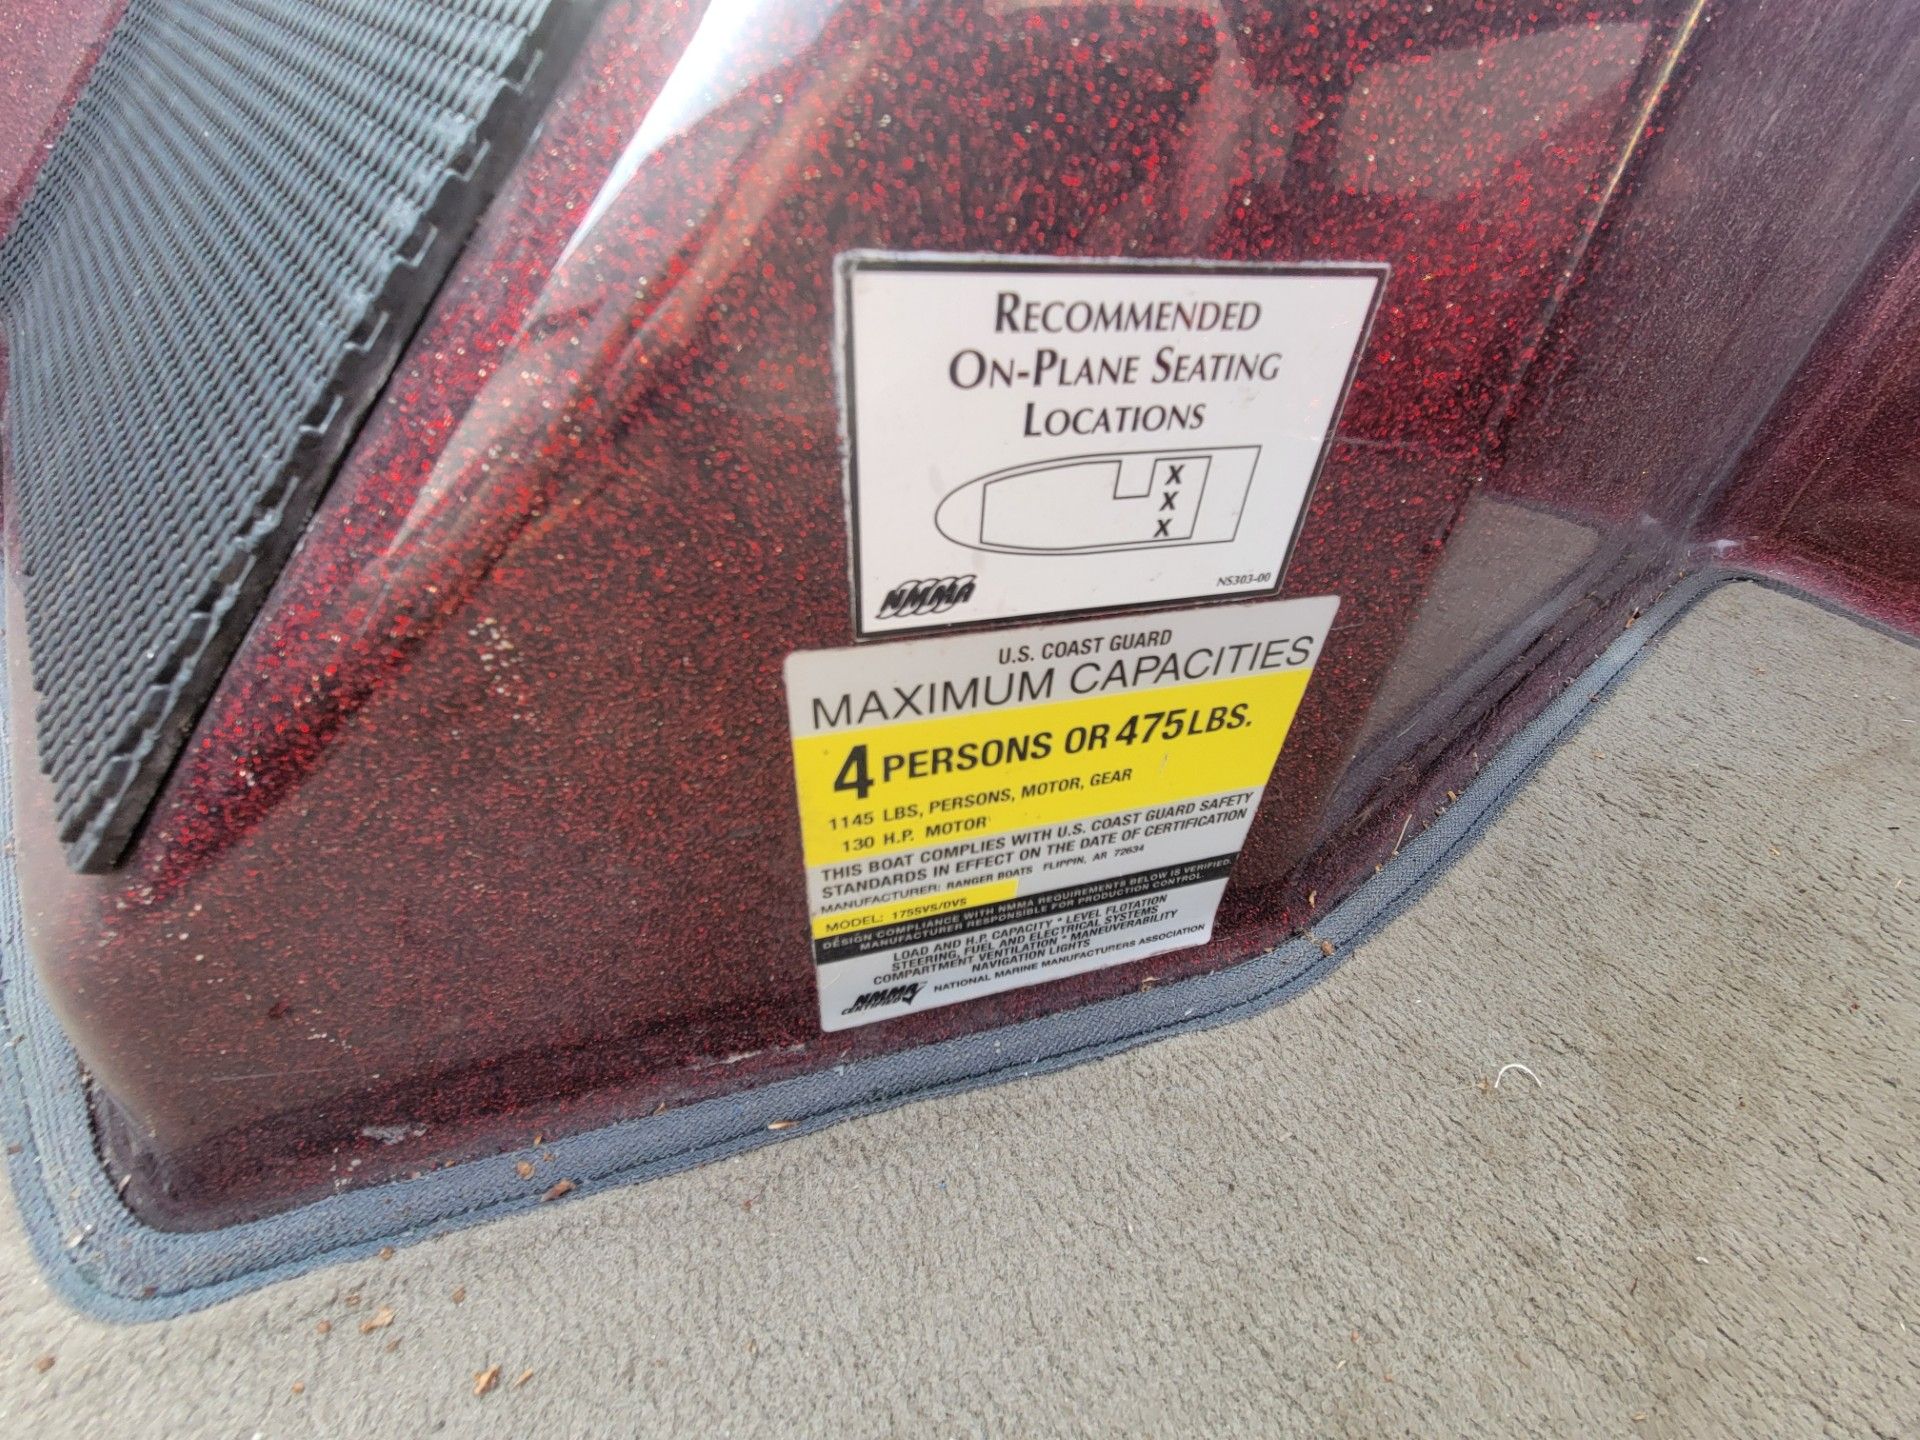 RECOMMENDED
ON-PLANE SEATING
LOCATIONS
X
X
X
NMMA
NS303-00
U.S. COAST GUARD
MAXIMUM CAPACITIES
4 PERSONS OR 475 LBS.
1145 LBS, PERSONS, MOTOR, GEAR
130 H.P. MOTOR
THIS BOAT COMPLIES WITH U.S. COAST GUARD SAFETY
STANDARDS IN EFFECT ON THE DATE OF CERTIFICATION
MANUFACTURER: RANGER BOATS FLIPPIN, AR 72634
MODEL: 175SVS/DVS
DESIGN COMPLIANCE WITH NMMA REQUIREMENTS BELOW IS VERIFIED.
MANUFACTURER RESPONSIBLE FOR PRODUCTION CONTROL.
LOAD AND H.P. CAPACITY * LEVEL FLOTATION
STEERING, FUEL AND ELECTRICAL SYSTEMS
COMPARTMENT VENTILATION * MANEUVERABILITY
NAVIGATION LIGHTS
NMMA
CERTIFIED
NATIONAL MARINE MANUFACTURERS ASSOCIATION